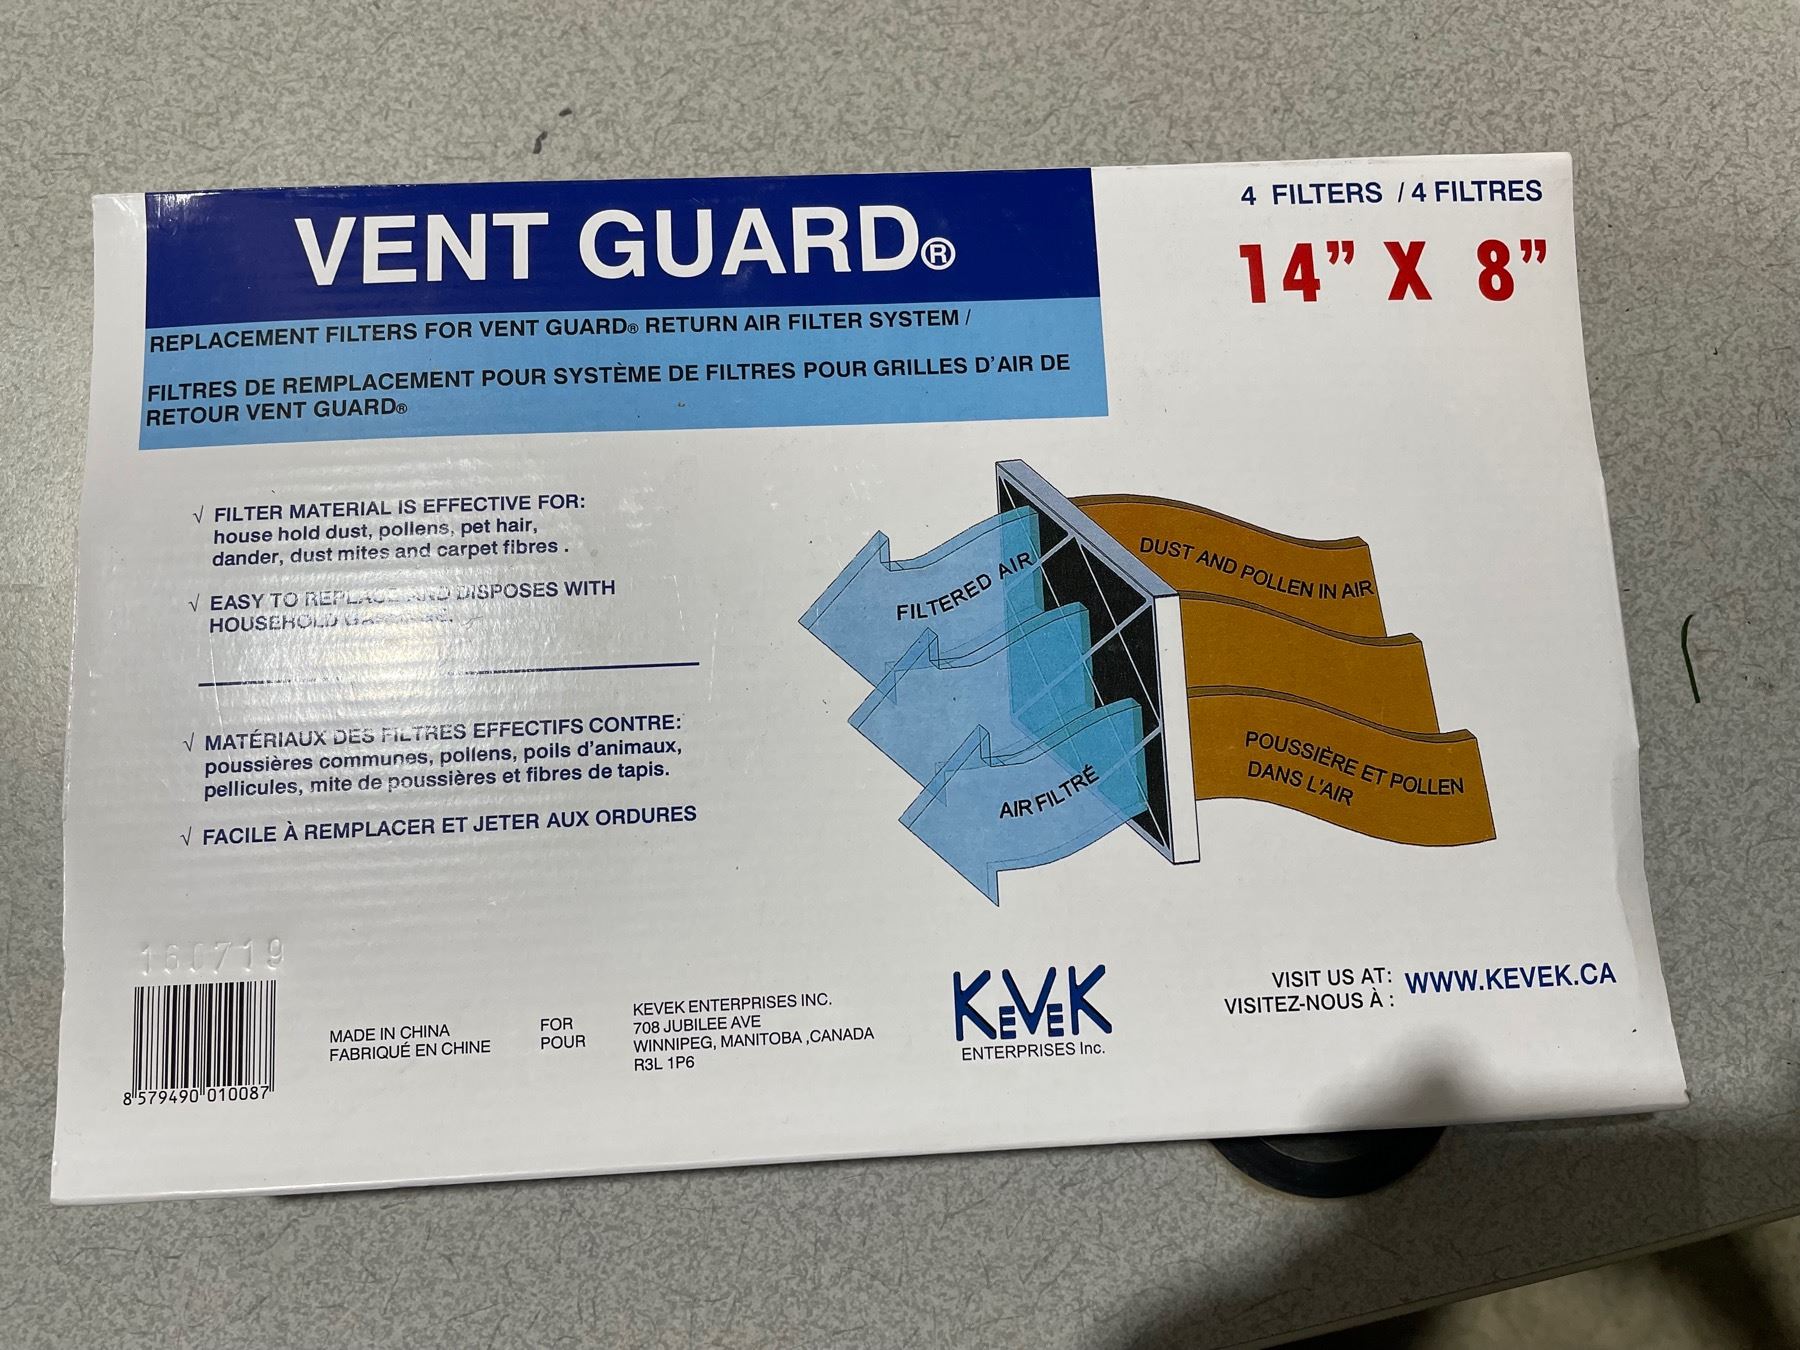 VENT GUARD®
4 FILTERS / 4 FILTRES
14” X 8”
REPLACEMENT FILTERS FOR VENT GUARD® RETURN AIR FILTER SYSTEM /
FILTRES DE REMPLACEMENT POUR SYSTÈME DE FILTRES POUR GRILLES D'AIR DE
RETOUR VENT GUARD®
√ FILTER MATERIAL IS EFFECTIVE FOR:
house hold dust, pollens, pet hair,
dander, dust mites and carpet fibres .
√ EASY TO REPLACE AND DISPOSES WITH
HOUSEHOLD
√ MATÉRIAUX DES FILTRES EFFECTIFS CONTRE:
poussières communes, pollens, poils d'animaux,
pellicules, mite de poussières et fibres de tapis.
√ FACILE À REMPLACER ET JETER AUX ORDURES
FILTERED AIR
AIR FILTRÉ
DUST AND POLLEN IN AIR
POUSSIÈRE ET POLLEN
DANS L'AIR
160719
8 579490 010087
MADE IN CHINA
FABRIQUÉ EN CHINE
FOR
POUR
KEVEK ENTERPRISES INC.
708 JUBILEE AVE
WINNIPEG, MANITOBA ,CANADA
R3L 1P6
KEVEK
ENTERPRISES Inc.
VISIT US AT:
VISITEZ-NOUS À :
WWW.KEVEK.CA